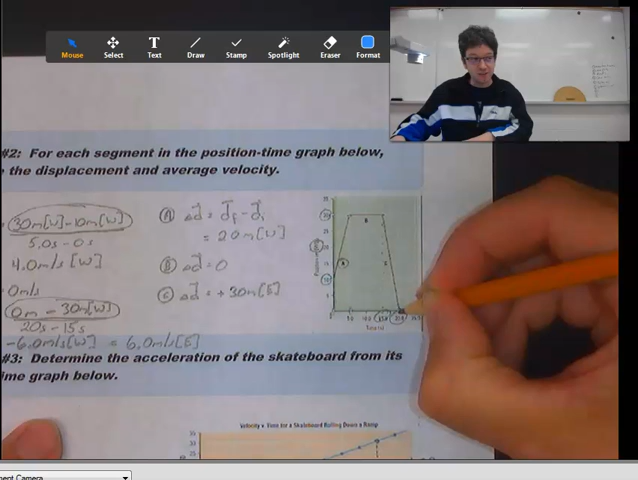 Mouse Select Text Draw Stamp Spotlight Eraser Format
#2: For each segment in the position-time graph below,
the displacement and average velocity.
30m[W]-10m[W]
5.0s-0s
4.0m/s [W]
0m/s
0m - 30m[W]
20s-15s
-6.0m/s[W] = 6.0m/s[E]
A Δd = df - di
= 20m[W]
B Δd = 0
C Δd = +30m[E]
#3: Determine the acceleration of the skateboard from its
ime graph below.
Velocity v. Time for a Skateboard Rolling Down a Ramp
ment Camera